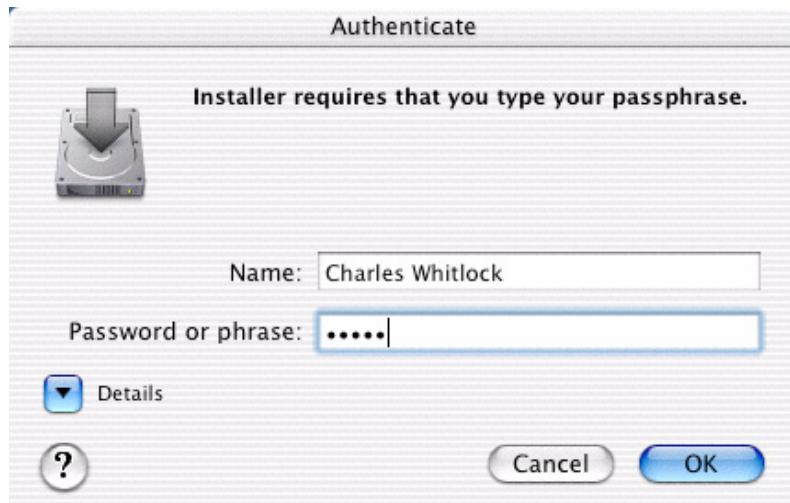 Authenticate
Installer requires that you type your passphrase.
Name: Charles Whitlock
Password or phrase: •••••
Details
? Cancel OK